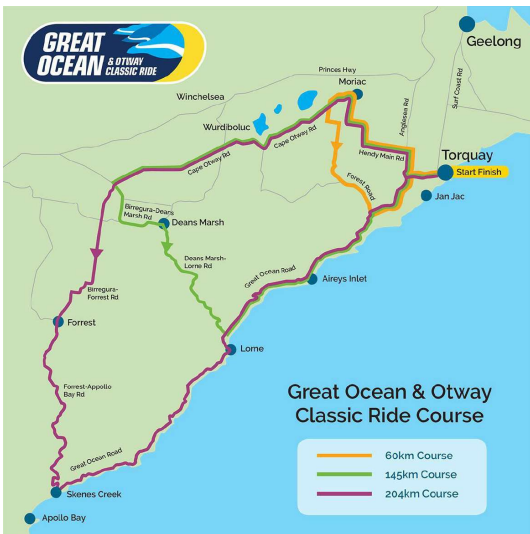 GREAT
OCEAN
& OTWAY
CLASSIC RIDE
Geelong
Princes Hwy
Moriac
Winchelsea
Anglesea Rd
Surf Coast Rd
Wurdiboluc
Cape Otway Rd
Cape Otway Rd
Hendy Main Rd
Torquay
Start Finish
Forest Road
Jan Jac
Birregura-Deans
Marsh Rd
Deans Marsh
Deans Marsh-
Lorne Rd
Great Ocean Road
Aireys Inlet
Birregura-
Forrest Rd
Forrest
Lorne
Forrest-Appollo
Bay Rd
Great Ocean Road
Skenes Creek
Apollo Bay
Great Ocean & Otway
Classic Ride Course
60km Course
145km Course
204km Course